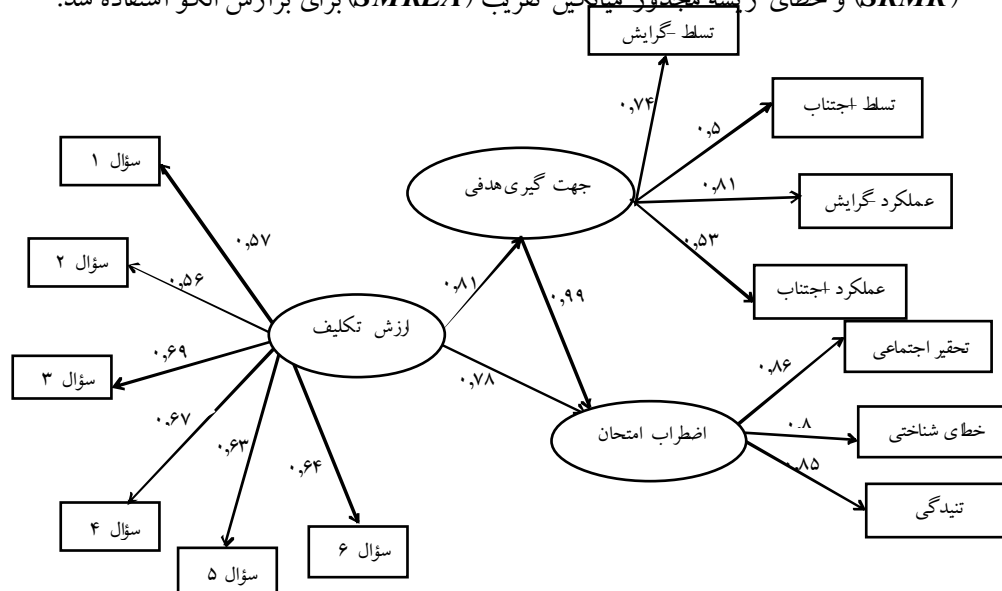 (SRMR) و خطای ریشه مجذور میانگین تقریب (SMREA) برای برازش الگو استفاده شد.
تسلط -گرایش
۰,۷۴
تسلط -اجتناب
۰,۵
سؤال ۱
جهت گیری هدفی
۰,۸۱
عملکرد -گرایش
۰,۵۷
۰,۵۳
سؤال ۲
۰,۵۶
عملکرد -اجتناب
۰,۸۱
۰,۹۹
ارزش تکلیف
تحقیر اجتماعی
۰,۶۹
سؤال ۳
۰,۷۸
۰,۸۶
۰,۶۷
اضطراب امتحان
۰.۸
خطای شناختی
۰,۶۳
۰,۶۴
۰,۸۵
تنیدگی
سؤال ۴
سؤال ۶
سؤال ۵